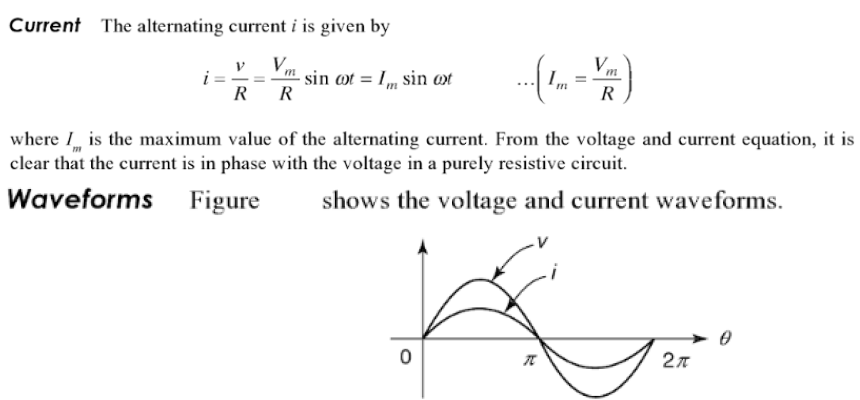 Current The alternating current i is given by
i = v/R = V_m/R sin ωt = I_m sin ωt ...(I_m = V_m/R)
where I_m is the maximum value of the alternating current. From the voltage and current equation, it is
clear that the current is in phase with the voltage in a purely resistive circuit.
Waveforms Figure shows the voltage and current waveforms.
v
i
θ
0
π
2π